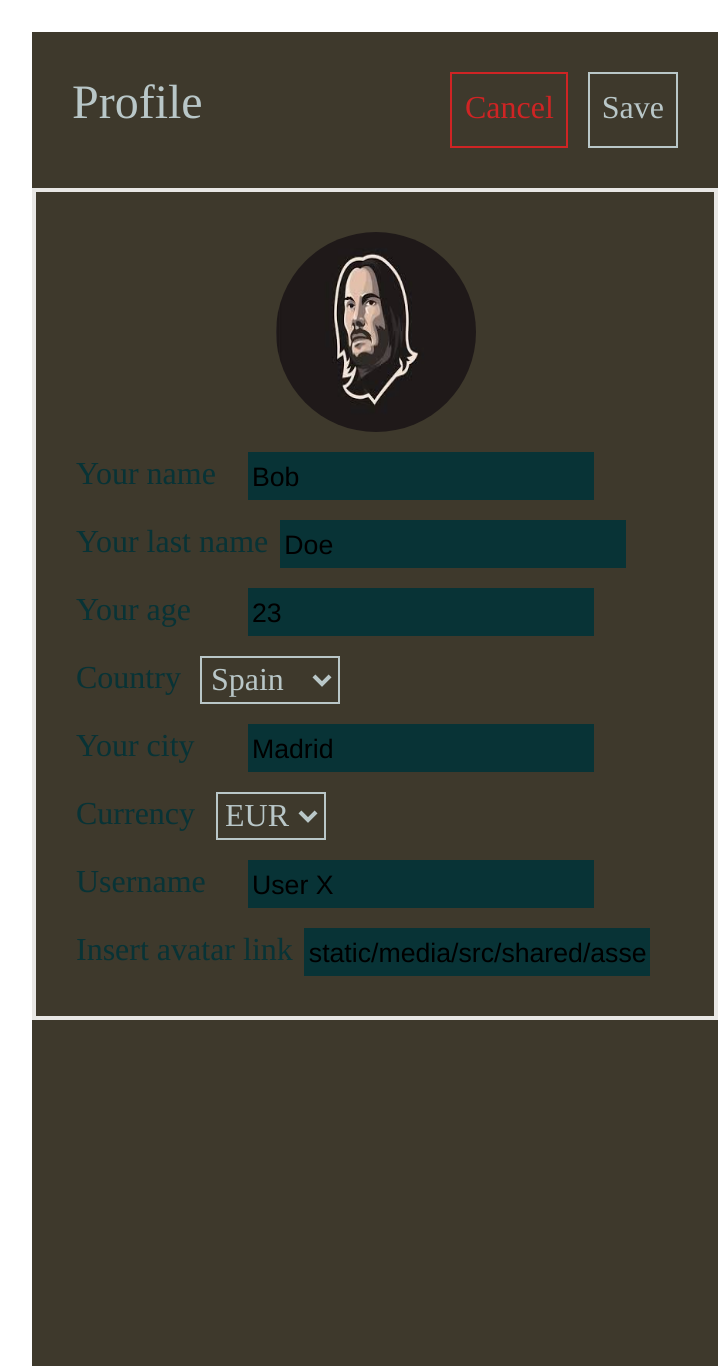 Profile
Cancel
Save
Your name Bob
Your last name Doe
Your age 23
Country Spain
Your city Madrid
Currency EUR
Username User X
Insert avatar link static/media/src/shared/asse